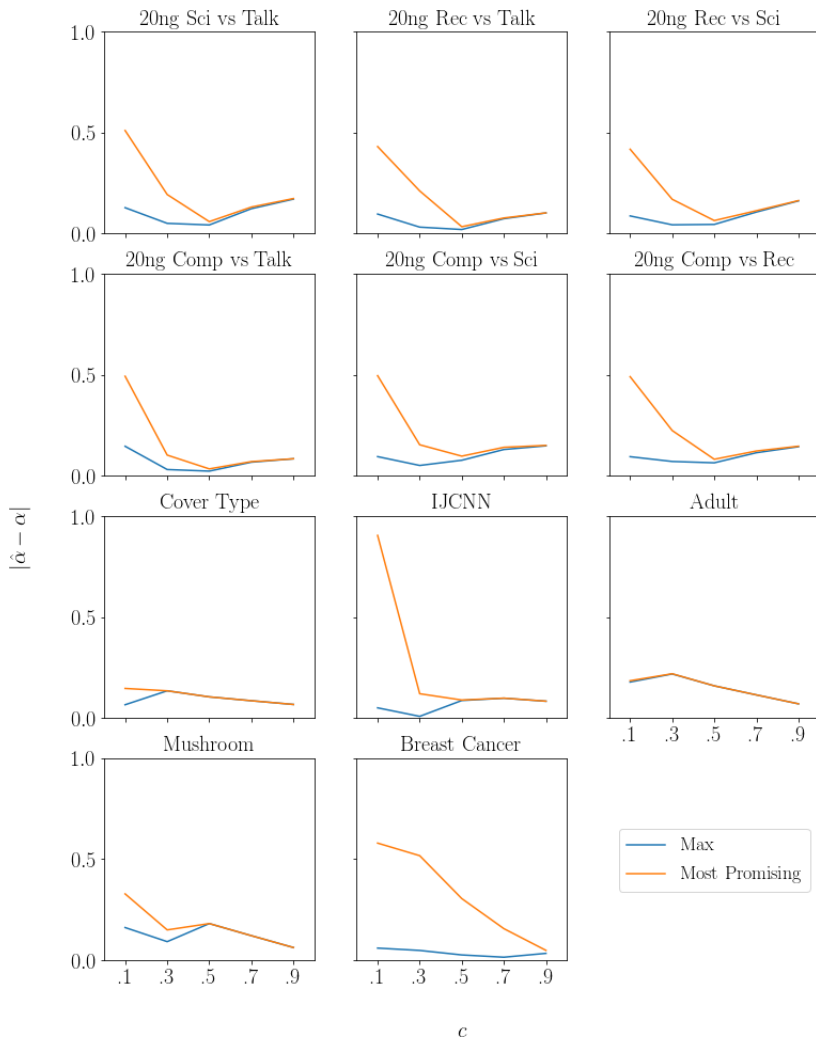 20ng Sci vs Talk
20ng Rec vs Talk
20ng Rec vs Sci
1.0
0.5
0.0
20ng Comp vs Talk
20ng Comp vs Sci
20ng Comp vs Rec
1.0
0.5
0.0
Cover Type
IJCNN
Adult
1.0
0.5
0.0
.1 .3 .5 .7 .9
|α̂ − α|
Mushroom
Breast Cancer
1.0
0.5
0.0
.1 .3 .5 .7 .9
.1 .3 .5 .7 .9
Max
Most Promising
c